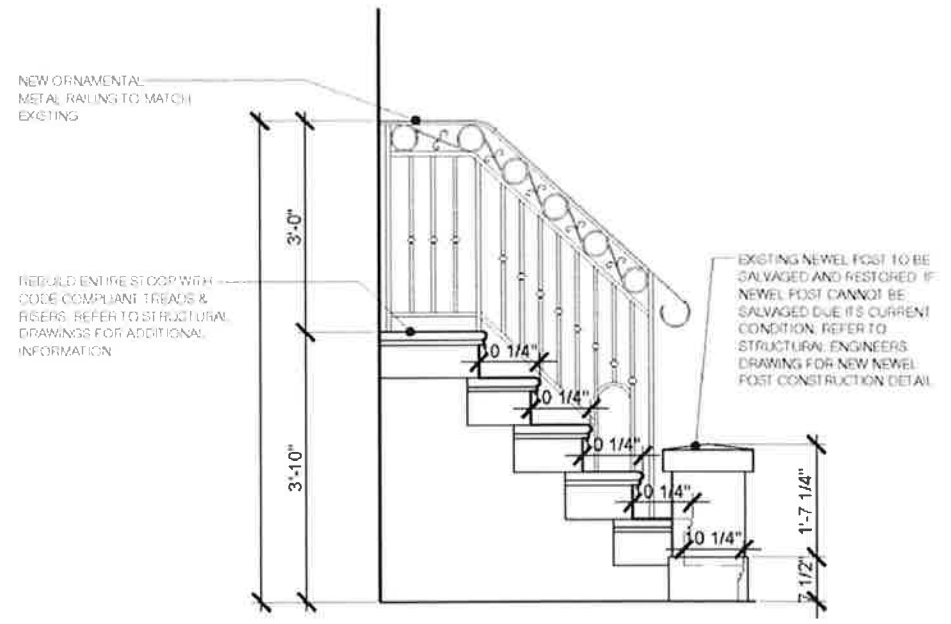 NEW ORNAMENTAL
METAL RAILING TO MATCH
EXISTING
3'-0"
REBUILD ENTIRE STOOP WITH
CODE COMPLIANT TREADS &
RISERS. REFER TO STRUCTURAL
DRAWINGS FOR ADDITIONAL
INFORMATION
3'-10"
0 1/4"
0 1/4"
0 1/4"
0 1/4"
0 1/4"
EXISTING NEWEL POST TO BE
SALVAGED AND RESTORED. IF
NEWEL POST CANNOT BE
SALVAGED DUE ITS CURRENT
CONDITION, REFER TO
STRUCTURAL ENGINEERS
DRAWING FOR NEW NEWEL
POST CONSTRUCTION DETAIL
1'-7 1/4"
7 1/2"